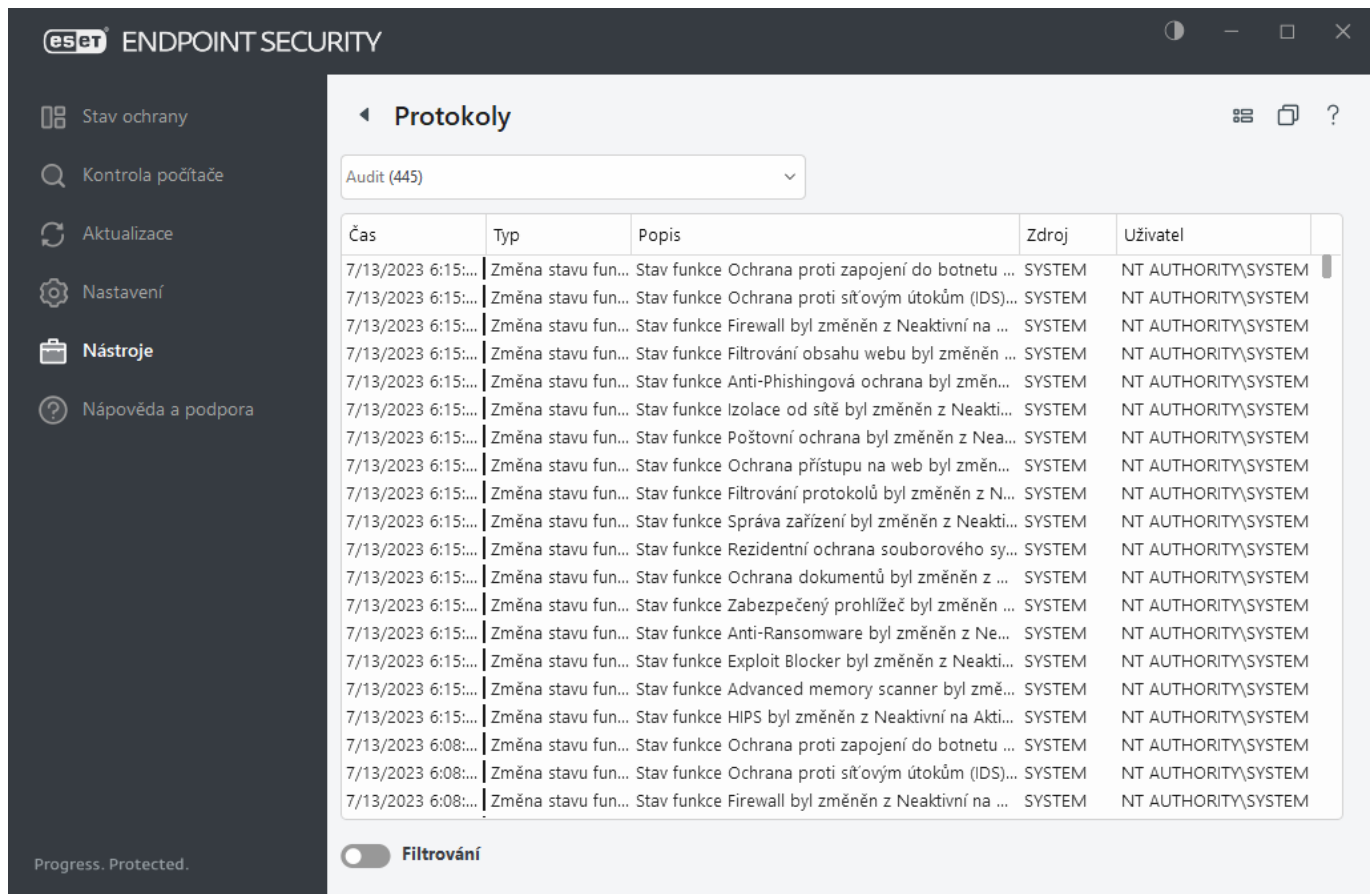 eset ENDPOINT SECURITY
Stav ochrany
Kontrola počítače
Aktualizace
Nastavení
Nástroje
Nápověda a podpora
Progress. Protected.
Protokoly
?
Audit (445)
Čas Typ Popis Zdroj Uživatel
7/13/2023 6:15:... Změna stavu fun... Stav funkce Ochrana proti zapojení do botnetu ... SYSTEM NT AUTHORITY\SYSTEM
7/13/2023 6:15:... Změna stavu fun... Stav funkce Ochrana proti síťovým útokům (IDS)... SYSTEM NT AUTHORITY\SYSTEM
7/13/2023 6:15:... Změna stavu fun... Stav funkce Firewall byl změněn z Neaktivní na ... SYSTEM NT AUTHORITY\SYSTEM
7/13/2023 6:15:... Změna stavu fun... Stav funkce Filtrování obsahu webu byl změněn ... SYSTEM NT AUTHORITY\SYSTEM
7/13/2023 6:15:... Změna stavu fun... Stav funkce Anti-Phishingová ochrana byl změn... SYSTEM NT AUTHORITY\SYSTEM
7/13/2023 6:15:... Změna stavu fun... Stav funkce Izolace od sítě byl změněn z Neakti... SYSTEM NT AUTHORITY\SYSTEM
7/13/2023 6:15:... Změna stavu fun... Stav funkce Poštovní ochrana byl změněn z Nea... SYSTEM NT AUTHORITY\SYSTEM
7/13/2023 6:15:... Změna stavu fun... Stav funkce Ochrana přístupu na web byl změn... SYSTEM NT AUTHORITY\SYSTEM
7/13/2023 6:15:... Změna stavu fun... Stav funkce Filtrování protokolů byl změněn z N... SYSTEM NT AUTHORITY\SYSTEM
7/13/2023 6:15:... Změna stavu fun... Stav funkce Správa zařízení byl změněn z Neakti... SYSTEM NT AUTHORITY\SYSTEM
7/13/2023 6:15:... Změna stavu fun... Stav funkce Rezidentní ochrana souborového sy... SYSTEM NT AUTHORITY\SYSTEM
7/13/2023 6:15:... Změna stavu fun... Stav funkce Ochrana dokumentů byl změněn z ... SYSTEM NT AUTHORITY\SYSTEM
7/13/2023 6:15:... Změna stavu fun... Stav funkce Zabezpečený prohlížeč byl změněn ... SYSTEM NT AUTHORITY\SYSTEM
7/13/2023 6:15:... Změna stavu fun... Stav funkce Anti-Ransomware byl změněn z Ne... SYSTEM NT AUTHORITY\SYSTEM
7/13/2023 6:15:... Změna stavu fun... Stav funkce Exploit Blocker byl změněn z Neakti... SYSTEM NT AUTHORITY\SYSTEM
7/13/2023 6:15:... Změna stavu fun... Stav funkce Advanced memory scanner byl změ... SYSTEM NT AUTHORITY\SYSTEM
7/13/2023 6:15:... Změna stavu fun... Stav funkce HIPS byl změněn z Neaktivní na Akti... SYSTEM NT AUTHORITY\SYSTEM
7/13/2023 6:08:... Změna stavu fun... Stav funkce Ochrana proti zapojení do botnetu ... SYSTEM NT AUTHORITY\SYSTEM
7/13/2023 6:08:... Změna stavu fun... Stav funkce Ochrana proti síťovým útokům (IDS)... SYSTEM NT AUTHORITY\SYSTEM
7/13/2023 6:08:... Změna stavu fun... Stav funkce Firewall byl změněn z Neaktivní na ... SYSTEM NT AUTHORITY\SYSTEM
Filtrování